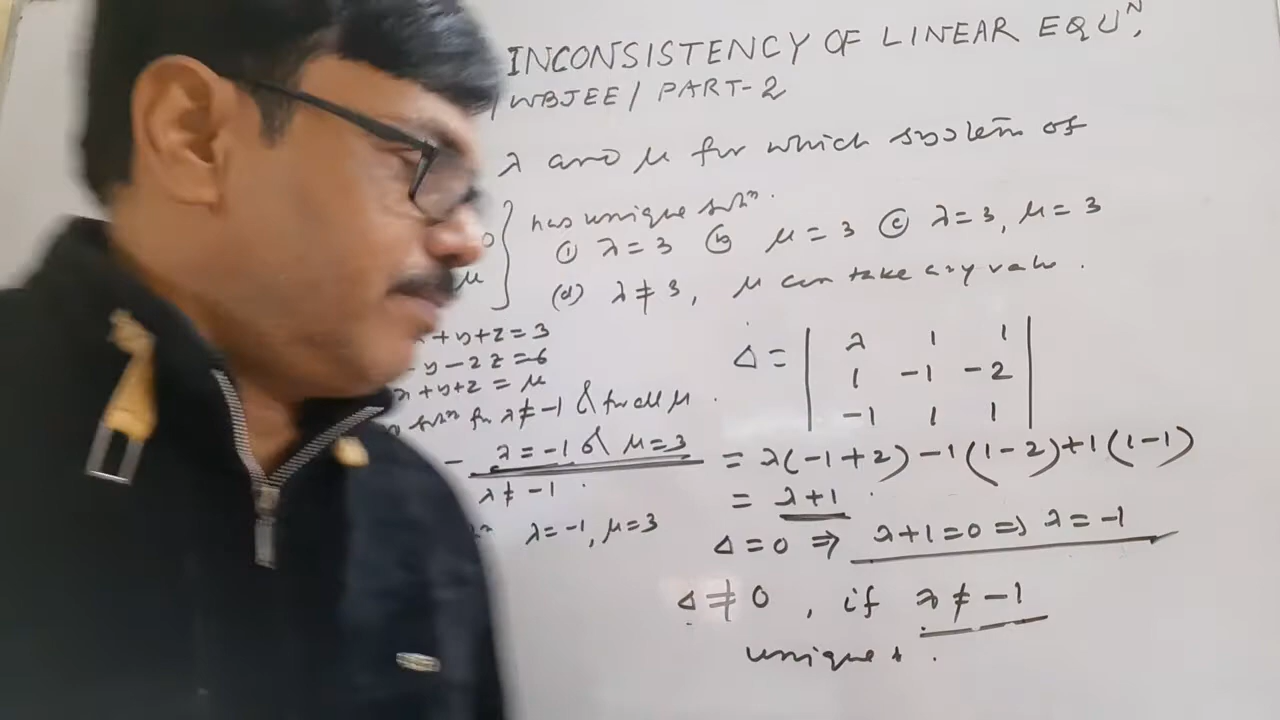 INCONSISTENCY OF LINEAR EQUᴺ.
/ WBJEE / PART-2
λ and μ for which system of
has unique solⁿ.
λ = 3 ⓑ μ = 3 ⓒ λ = 3, μ = 3
μ
(d) λ ≠ 3, μ can take any value.
+ y + z = 3
- y - 2z = 6
x + y + z = μ
solⁿ for λ ≠ -1 & for all μ.
λ = -1 & μ = 3
λ ≠ -1.
λ = -1, μ = 3
Δ = | λ 1 1 |
| 1 -1 -2 |
| -1 1 1 |
= λ(-1+2) - 1(1-2) + 1(1-1)
= λ+1.
Δ = 0 ⇒ λ+1 = 0 ⇒ λ = -1
Δ ≠ 0, if λ ≠ -1
unique